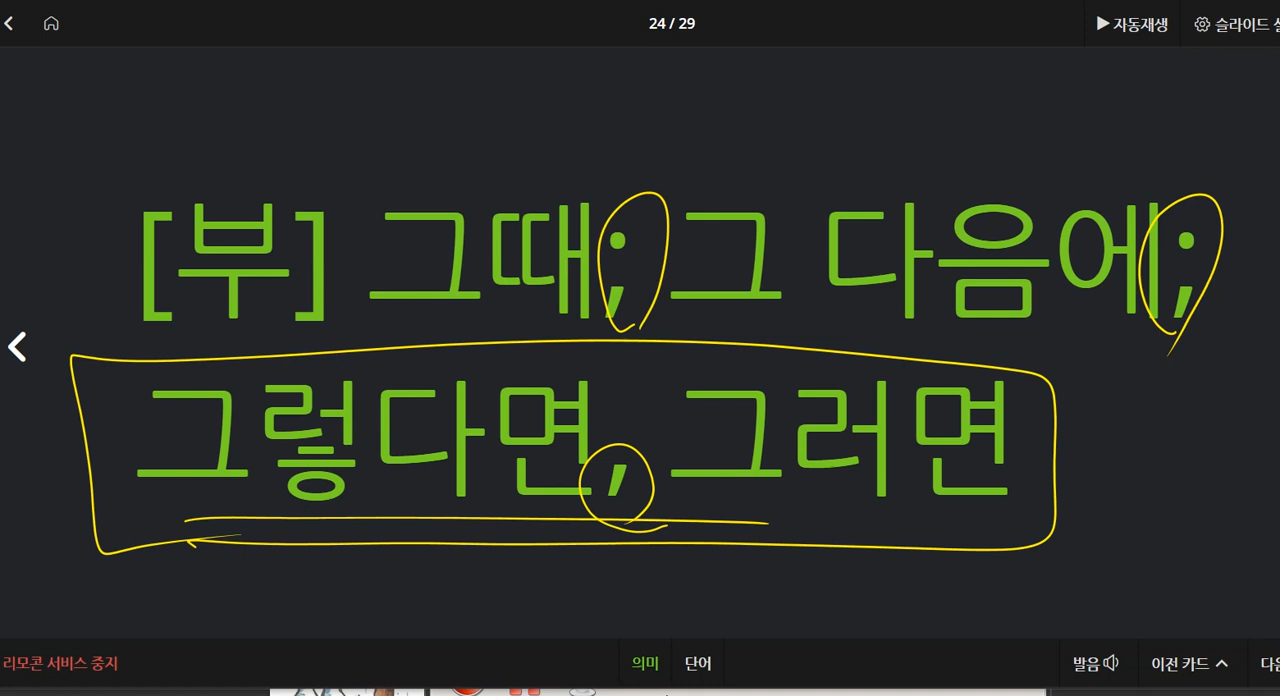 24 / 29
자동재생
슬라이드
[부] 그때; 그 다음에;
그렇다면, 그러면
리모콘 서비스 중지
의미
단어
발음
이전 카드